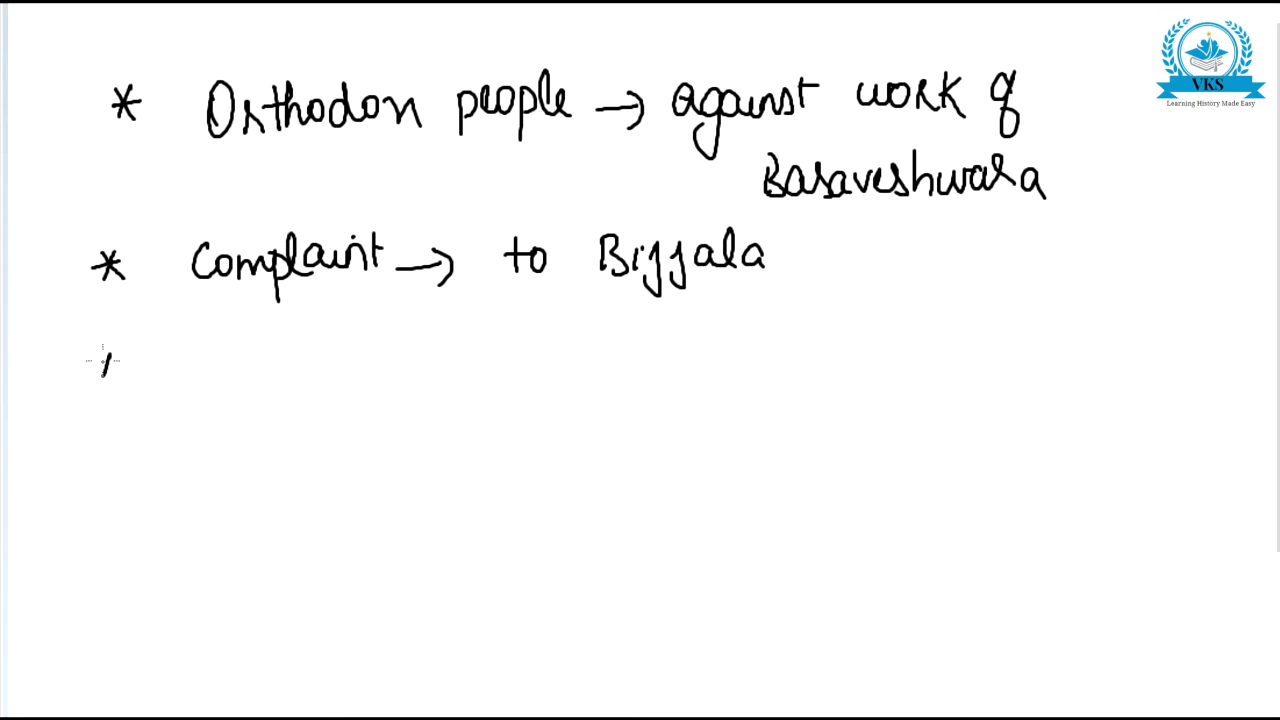 * Orthodox people → against work of
Basaveshwara
* Complaint → to Bijjala
VKS
Learning History Made Easy